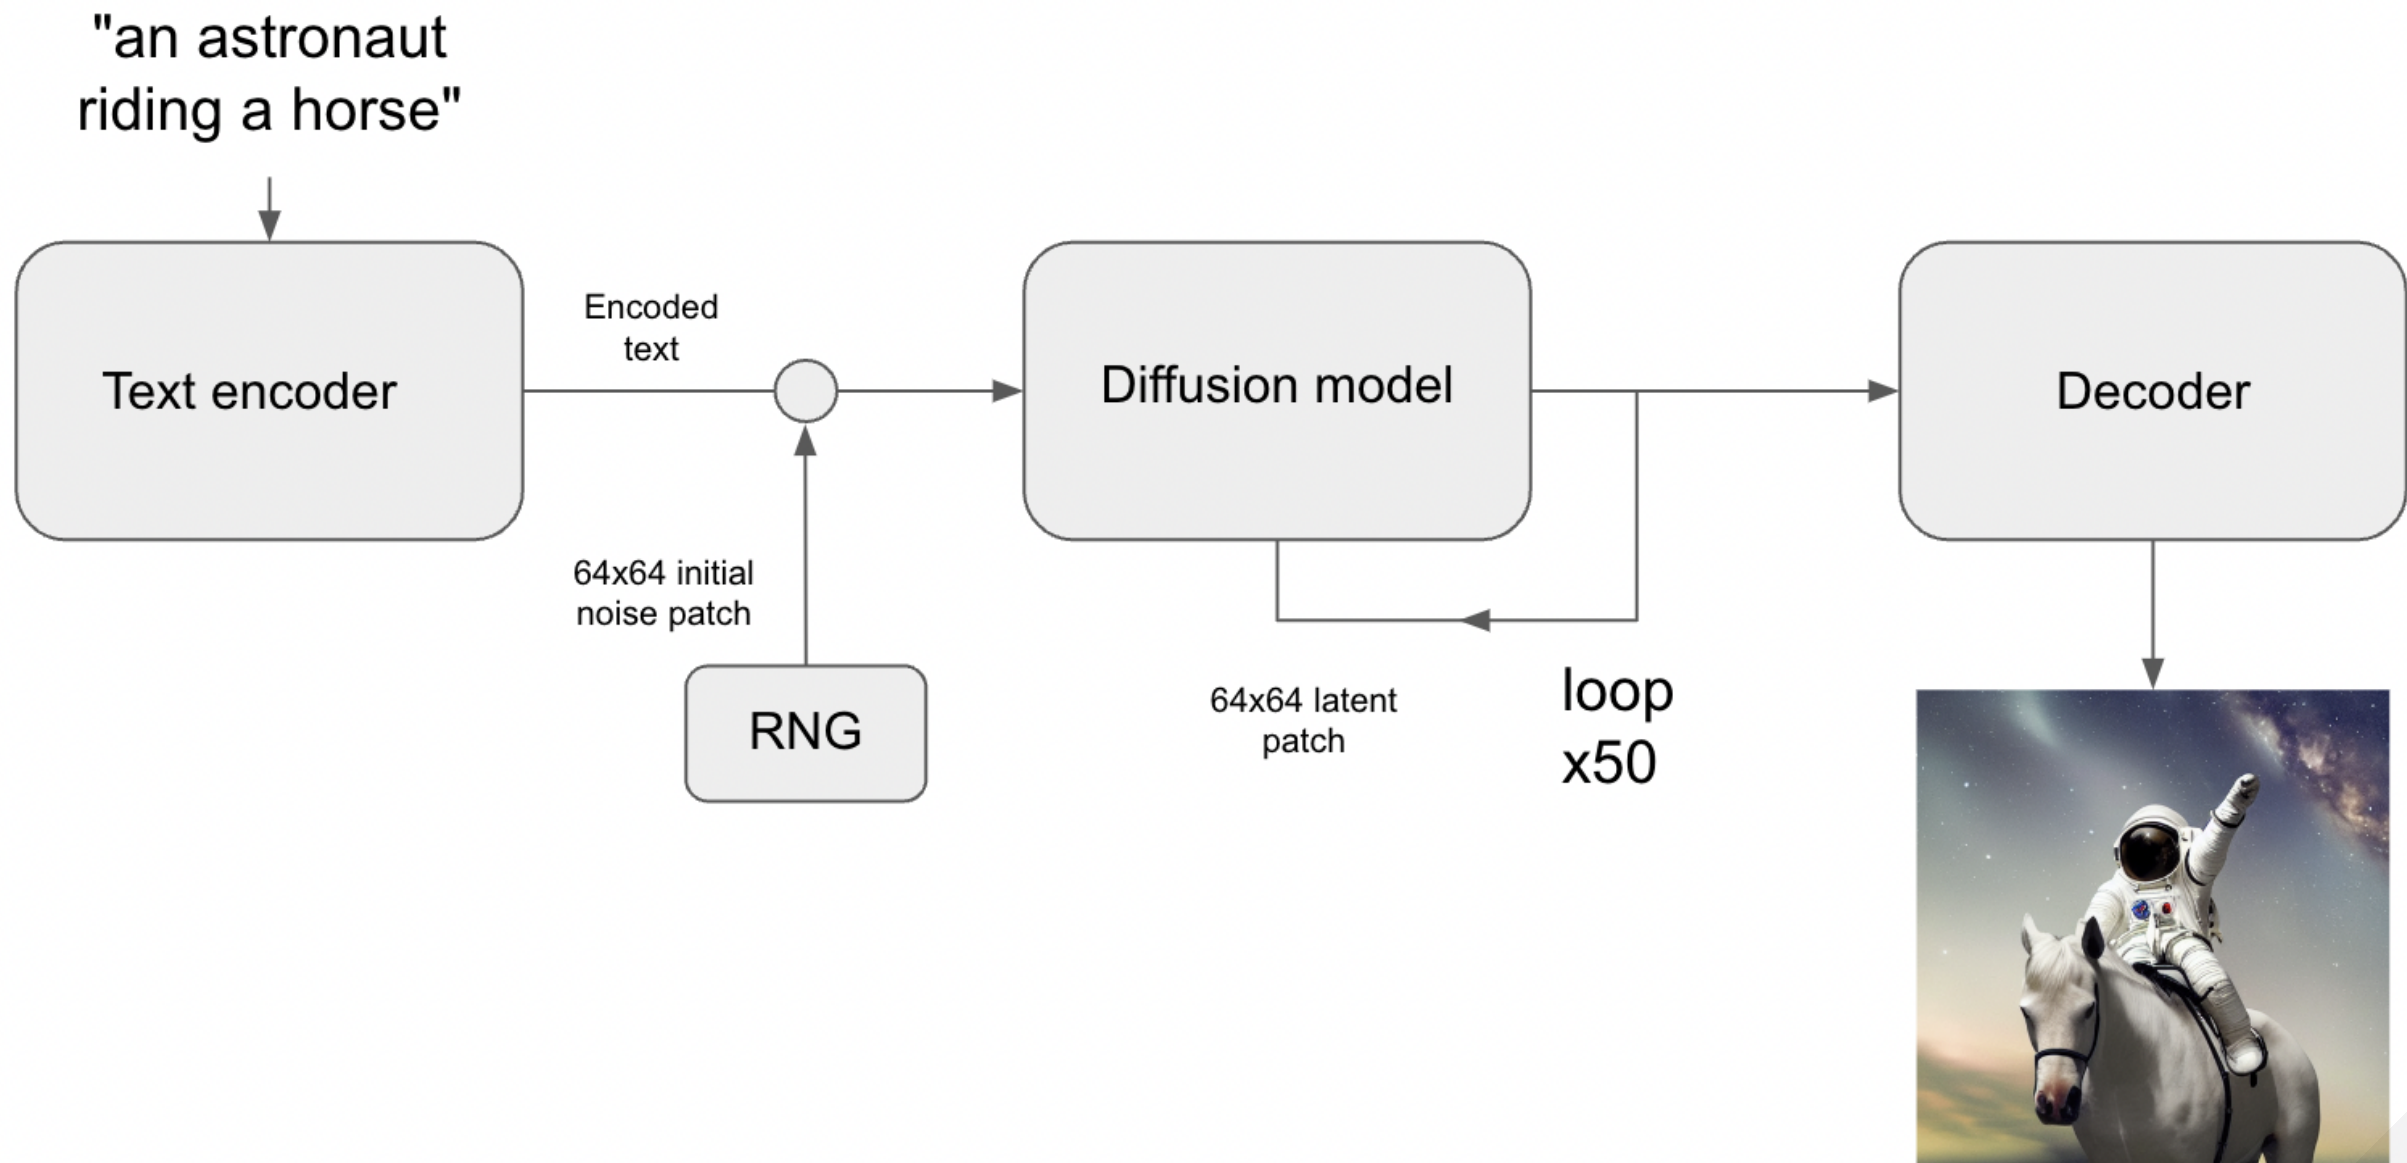 "an astronaut
riding a horse"
Text encoder
Encoded
text
64x64 initial
noise patch
RNG
Diffusion model
64x64 latent
patch
loop
x50
Decoder